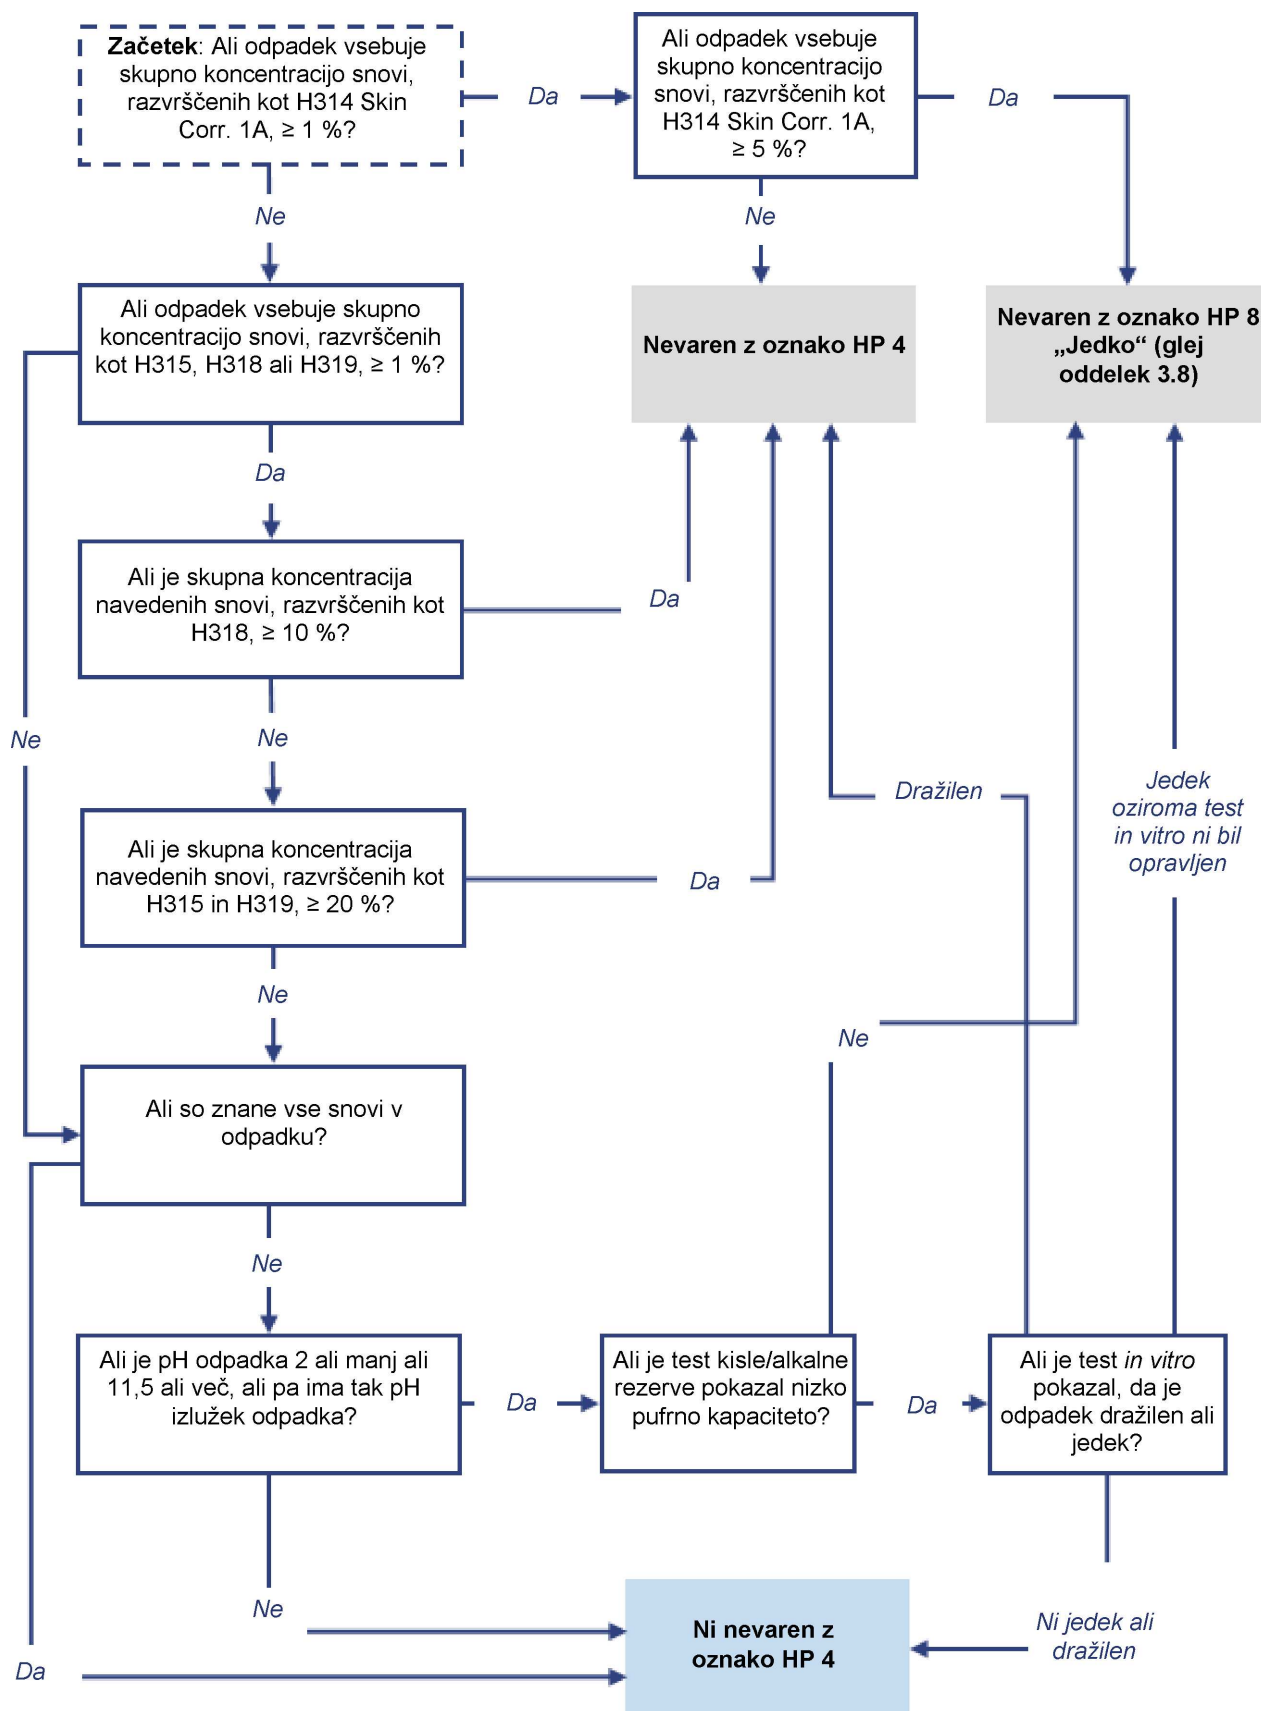 Začetek: Ali odpadek vsebuje
skupno koncentracijo snovi,
razvrščenih kot H314 Skin
Corr. 1A, ≥ 1 %?
Da
Ali odpadek vsebuje
skupno koncentracijo
snovi, razvrščenih kot
H314 Skin Corr. 1A,
≥ 5 %?
Da
Ne
Ne
Ali odpadek vsebuje skupno
koncentracijo snovi, razvrščenih
kot H315, H318 ali H319, ≥ 1 %?
Nevaren z oznako HP 4
Nevaren z oznako HP 8
„Jedko“ (glej
oddelek 3.8)
Da
Ali je skupna koncentracija
navedenih snovi, razvrščenih kot
H318, ≥ 10 %?
Da
Ne
Ne
Ali je skupna koncentracija
navedenih snovi, razvrščenih kot
H315 in H319, ≥ 20 %?
Da
Dražilen
Jedek
oziroma test
in vitro ni bil
opravljen
Ne
Ne
Ali so znane vse snovi v
odpadku?
Ne
Ali je pH odpadka 2 ali manj ali
11,5 ali več, ali pa ima tak pH
izlužek odpadka?
Da
Ali je test kisle/alkalne
rezerve pokazal nizko
pufrno kapaciteto?
Da
Ali je test in vitro
pokazal, da je
odpadek dražilen ali
jedek?
Ne
Da
Ni nevaren z
oznako HP 4
Ni jedek ali
dražilen